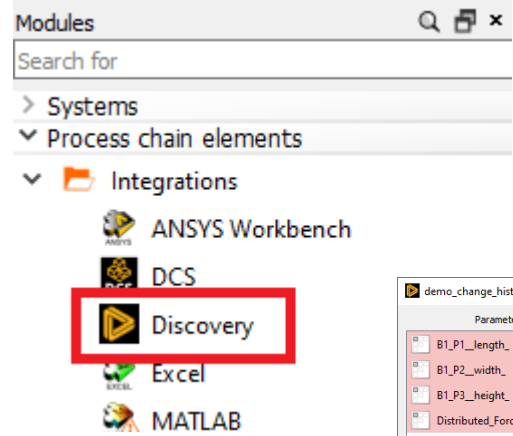 Modules
Search for
Systems
Process chain elements
Integrations
ANSYS Workbench
DCS
Discovery
Excel
MATLAB
demo_change_hist
Paramete
B1_P1__length_
B1_P2__width_
B1_P3__height_
Distributed_Forc